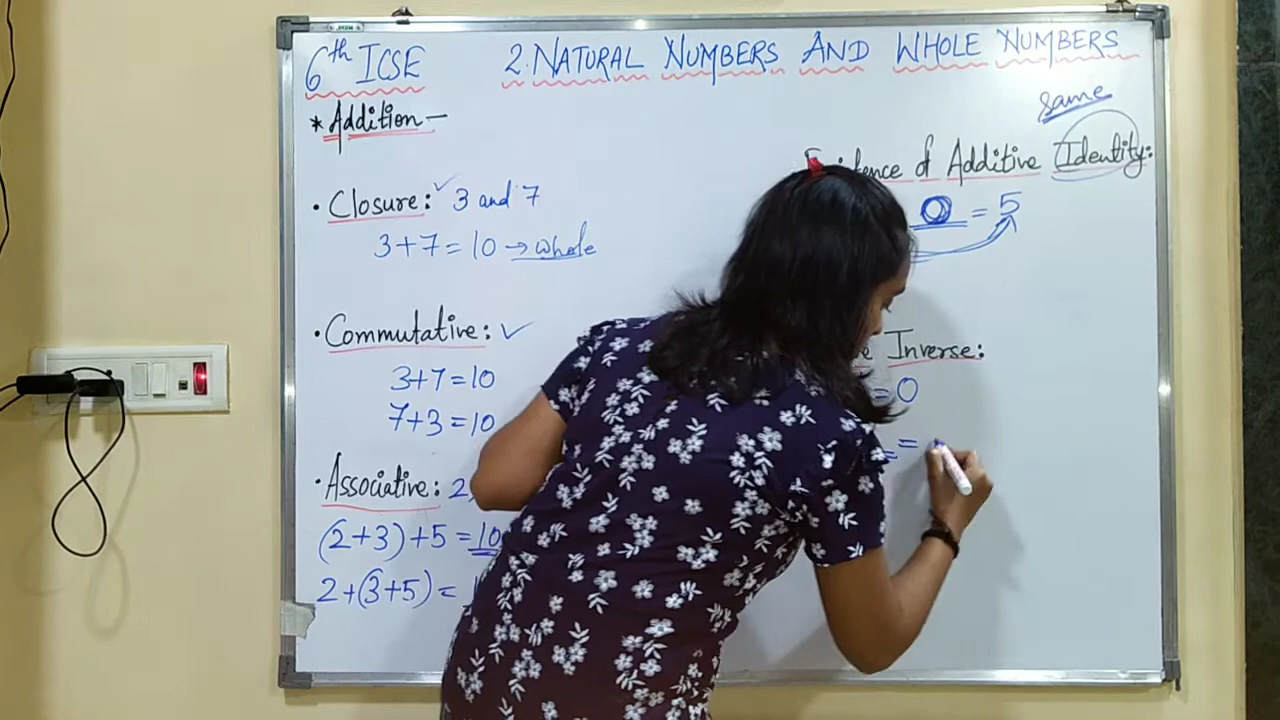 6th ICSE
2. NATURAL NUMBERS AND WHOLE NUMBERS
* Addition —
• Closure: ✓ 3 and 7
3+7 = 10 → whole
• Commutative: ✓
3+7 = 10
7+3 = 10
• Associative: 2,
(2+3)+5 = 10
2+(3+5) =
same
of Additive Identity:
0 = 5
Inverse:
= 0
=